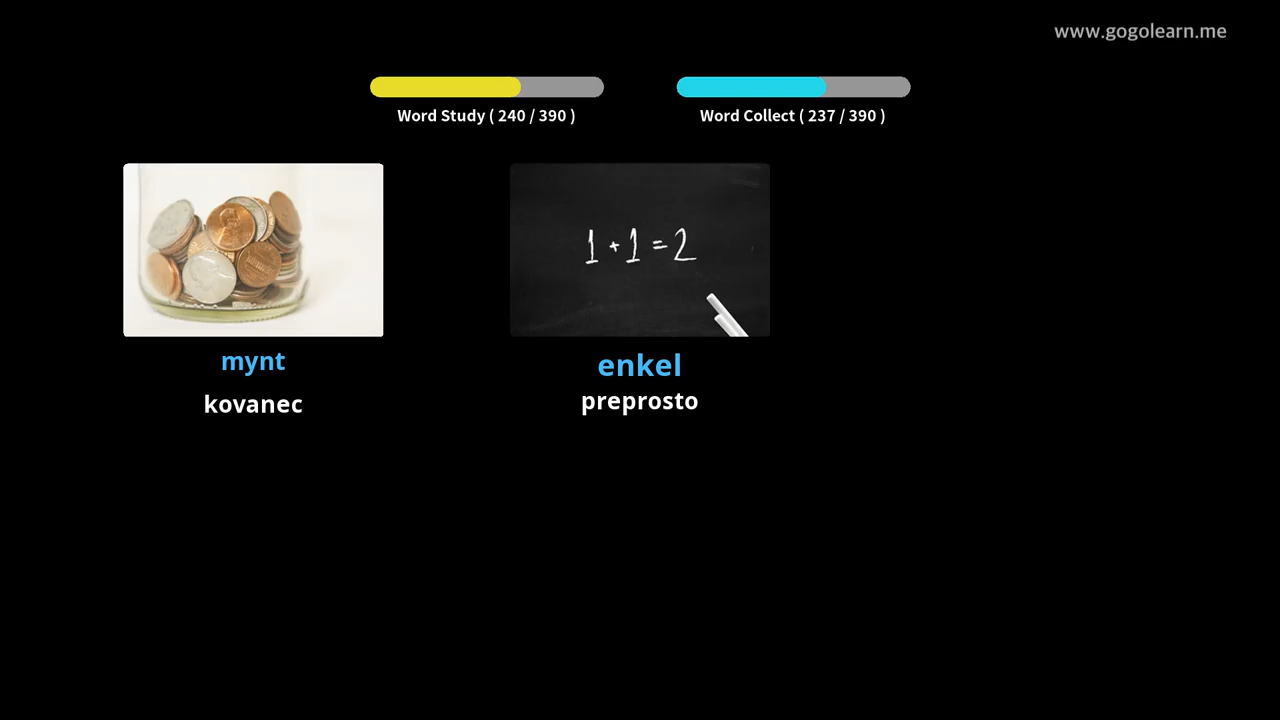 www.gogolearn.me
Word Study ( 240 / 390 )
Word Collect ( 237 / 390 )
1 + 1 = 2
mynt
kovanec
enkel
preprosto